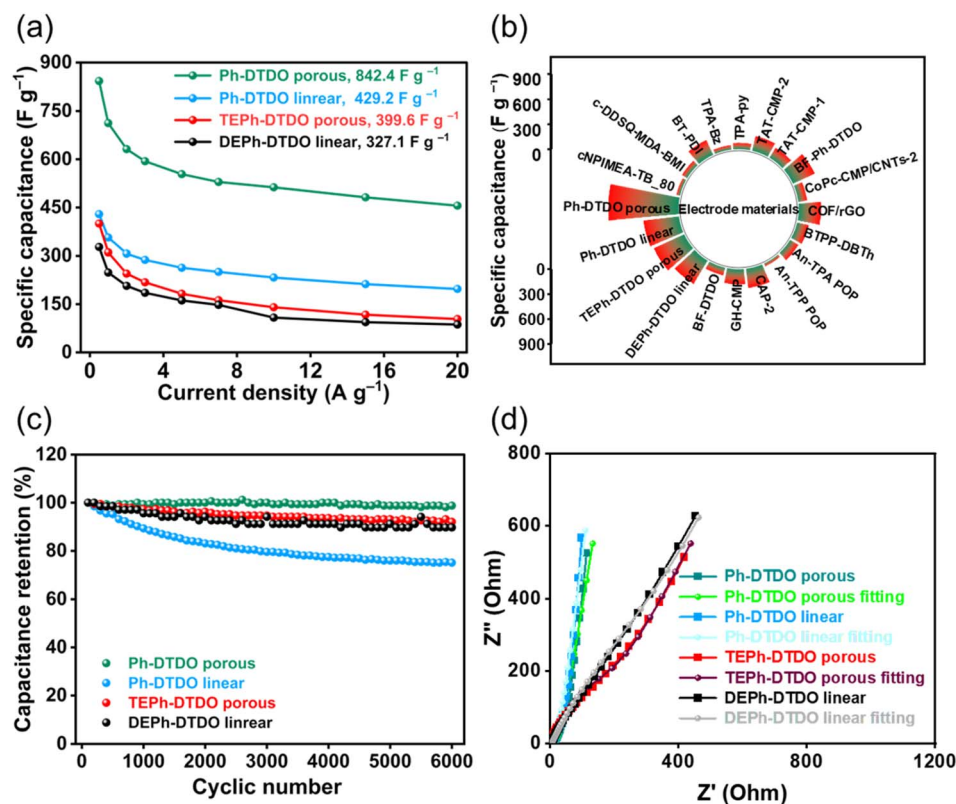 (a)
900
750
600
450
300
150
0
Specific capacitance (F g⁻¹)
Ph-DTDO porous, 842.4 F g⁻¹
Ph-DTDO linrear, 429.2 F g⁻¹
TEPh-DTDO porous, 399.6 F g⁻¹
DEPh-DTDO linear, 327.1 F g⁻¹
0 4 8 12 16 20
Current density (A g⁻¹)
(b)
Specific capacitance (F g⁻¹)
900
600
300
0
0
300
600
900
Electrode materials
TPA-py
TAT-CMP-2
TAT-CMP-1
BF-Ph-DTDO
CoPc-CMP/CNTs-2
COF/rGO
BTPP-DBTh
An-TPA POP
An-TPP POP
CAP-2
GH-CMP
BF-DTDO
DEPh-DTDO linear
TEPh-DTDO porous
Ph-DTDO linear
Ph-DTDO porous
cNPIMEA-TB_80
c-DDSQ-MDA-BMI
BT-PDI
TPA-Bz
(c)
120
100
80
60
40
20
0
Capacitance retention (%)
Ph-DTDO porous
Ph-DTDO linear
TEPh-DTDO porous
DEPh-DTDO linrear
0 1000 2000 3000 4000 5000 6000
Cyclic number
(d)
800
600
400
200
0
Z'' (Ohm)
Ph-DTDO porous
Ph-DTDO porous fitting
Ph-DTDO linear
Ph-DTDO linear fitting
TEPh-DTDO porous
TEPh-DTDO porous fitting
DEPh-DTDO linear
DEPh-DTDO linear fitting
0 400 800 1200
Z' (Ohm)